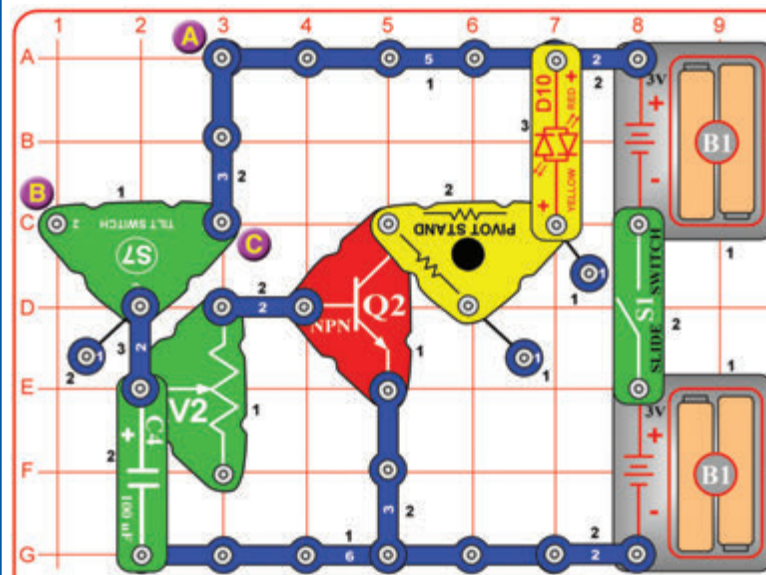 1 2 3 4 5 6 7 8 9
A A 5 2
1 2 3V
D10 + RED + B1
B 3 -
3 2
B 1 2 YELLOW
C 2 TILT SWITCH + PIVOT STAND
S7 C 1 1
D 2 2 Q2 S1 SLIDE SWITCH 2
NPN
1 3 2 1 1 1
2
E V2 1 3V
C4 + +
F 2 B1
100 µF 3 2 -
1 2
G 6 2